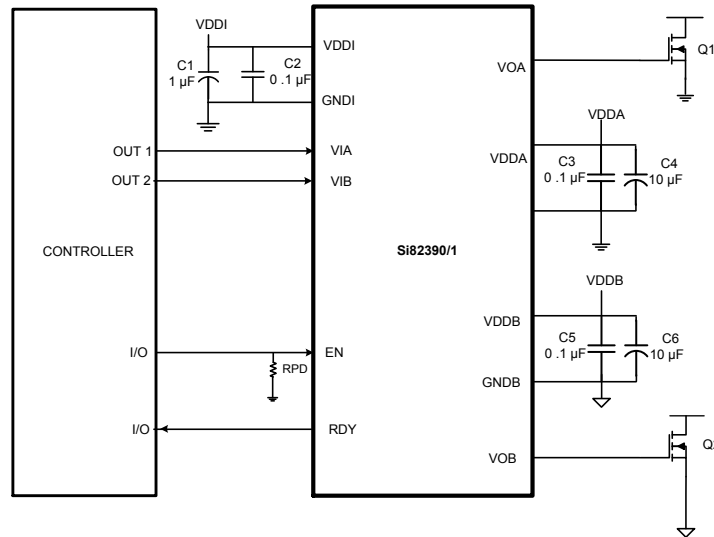 VDDI
C1
1 µF
C2
0 .1 µF
VDDI
GNDI
OUT 1
VIA
OUT 2
VIB
CONTROLLER
I/O
EN
RPD
I/O
RDY
Si82390/1
VOA
Q1
VDDA
VDDA
C3
0 .1 µF
C4
10 µF
VDDB
VDDB
C5
0 .1 µF
C6
10 µF
GNDB
VOB